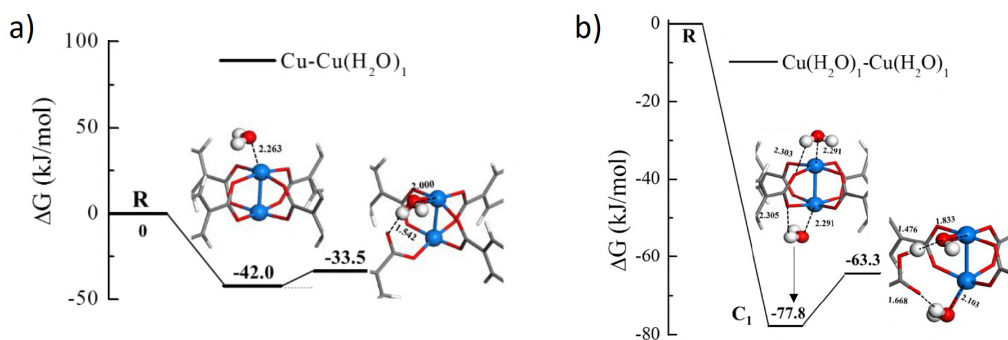 a)
ΔG (kJ/mol)
100
50
0
-50
Cu-Cu(H₂O)₁
R
0
-42.0
-33.5
2.263
2.000
1.542
b)
ΔG (kJ/mol)
0
-20
-40
-60
-80
R
Cu(H₂O)₁-Cu(H₂O)₁
2.303
2.291
2.305
2.291
C₁
-77.8
-63.3
1.476
1.833
1.668
2.103